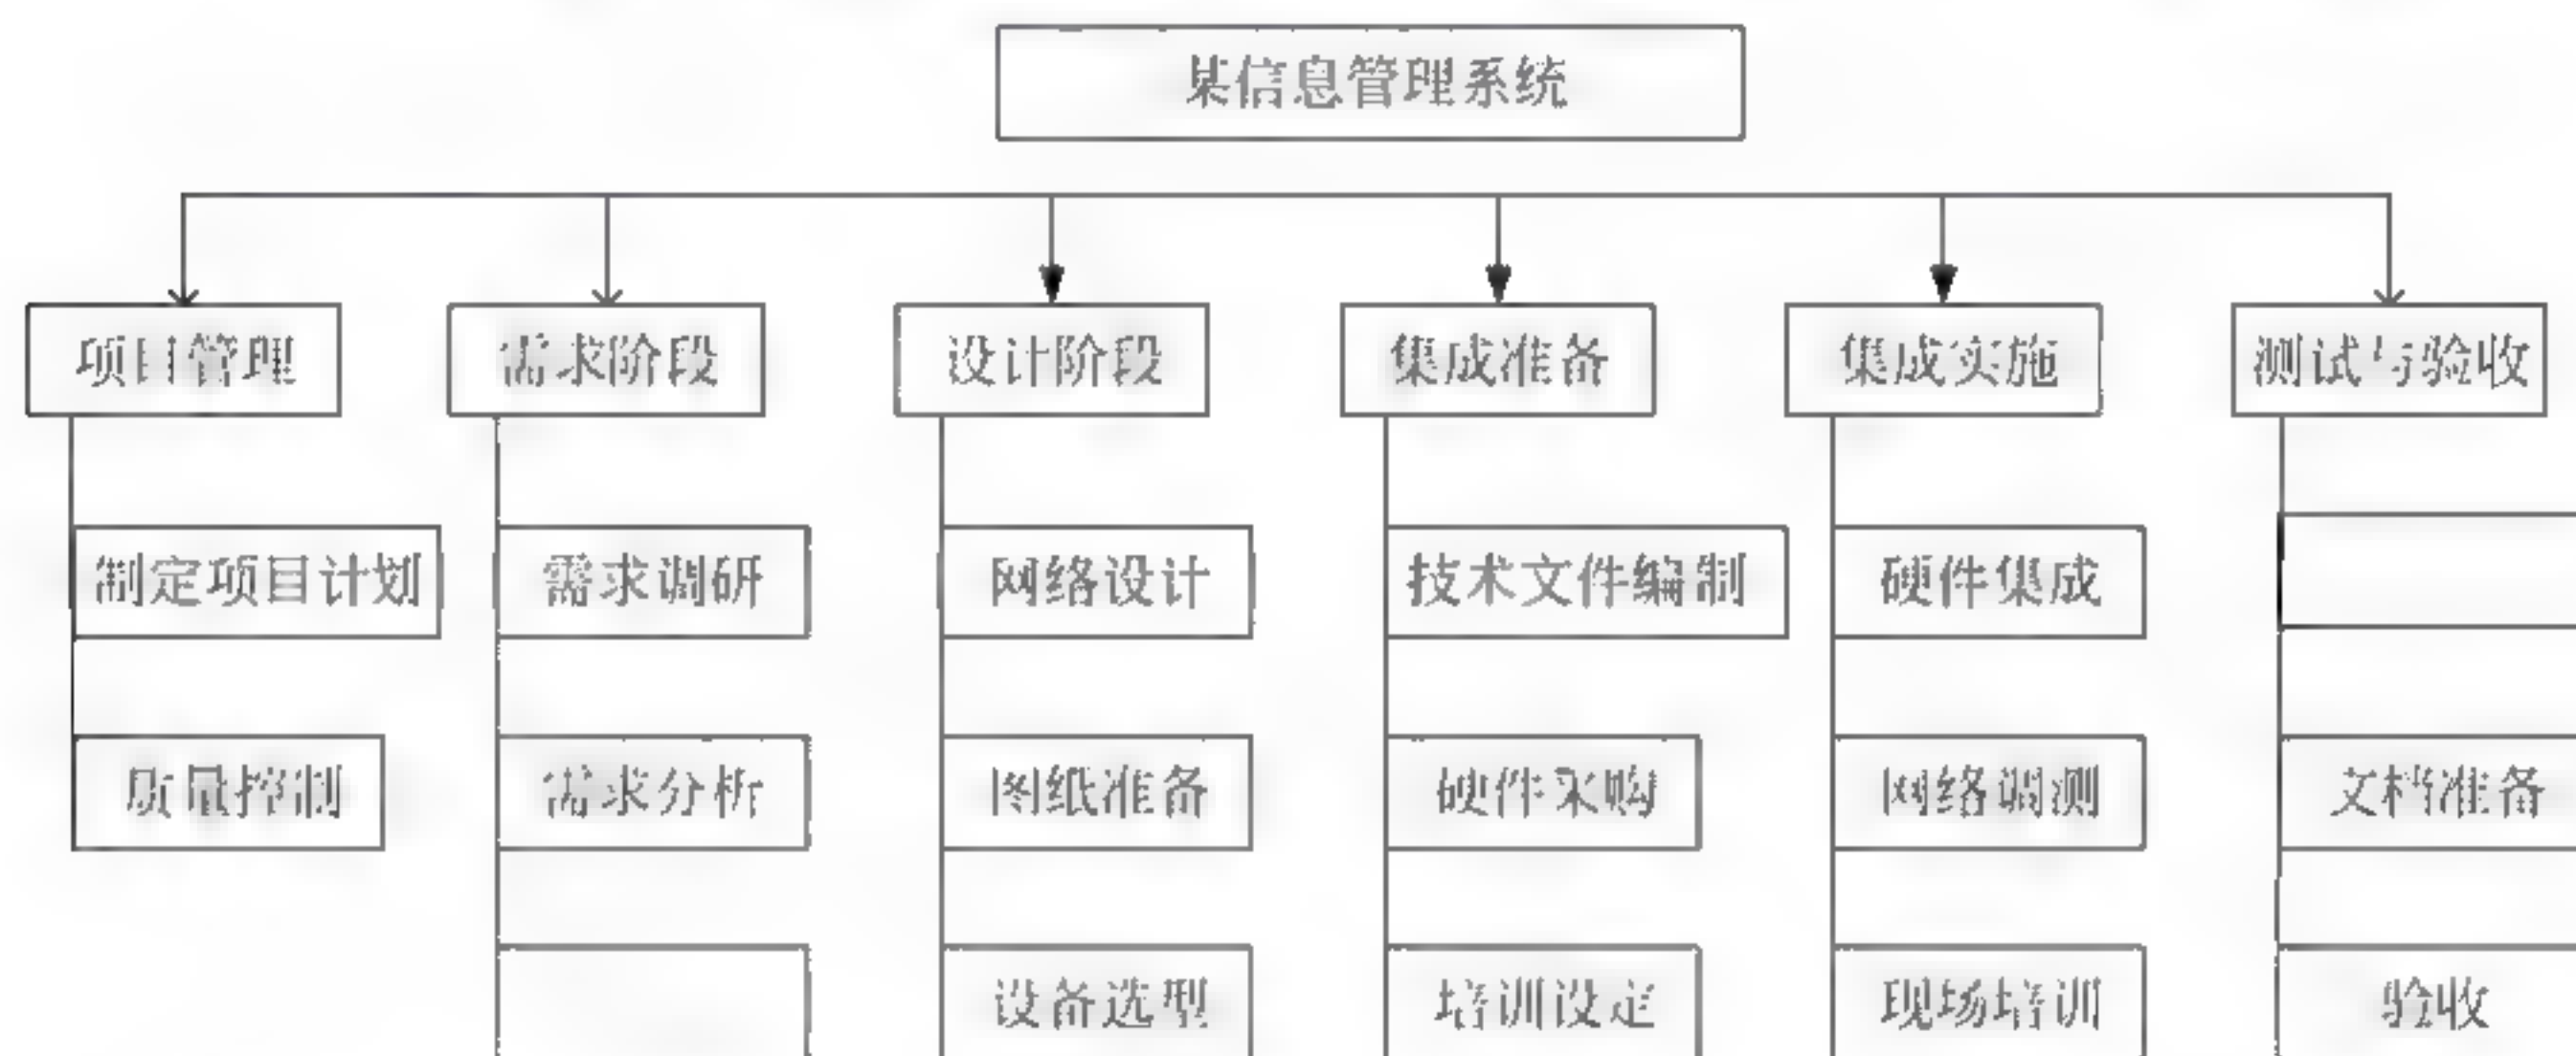 某信息管理系统
项目管理
需求阶段
设计阶段
集成准备
集成实施
测试与验收
制定项目计划
需求调研
网络设计
技术文件编制
硬件集成
质量控制
需求分析
图纸准备
硬件采购
网络调测
文档准备
设备选型
培训设定
现场培训
验收